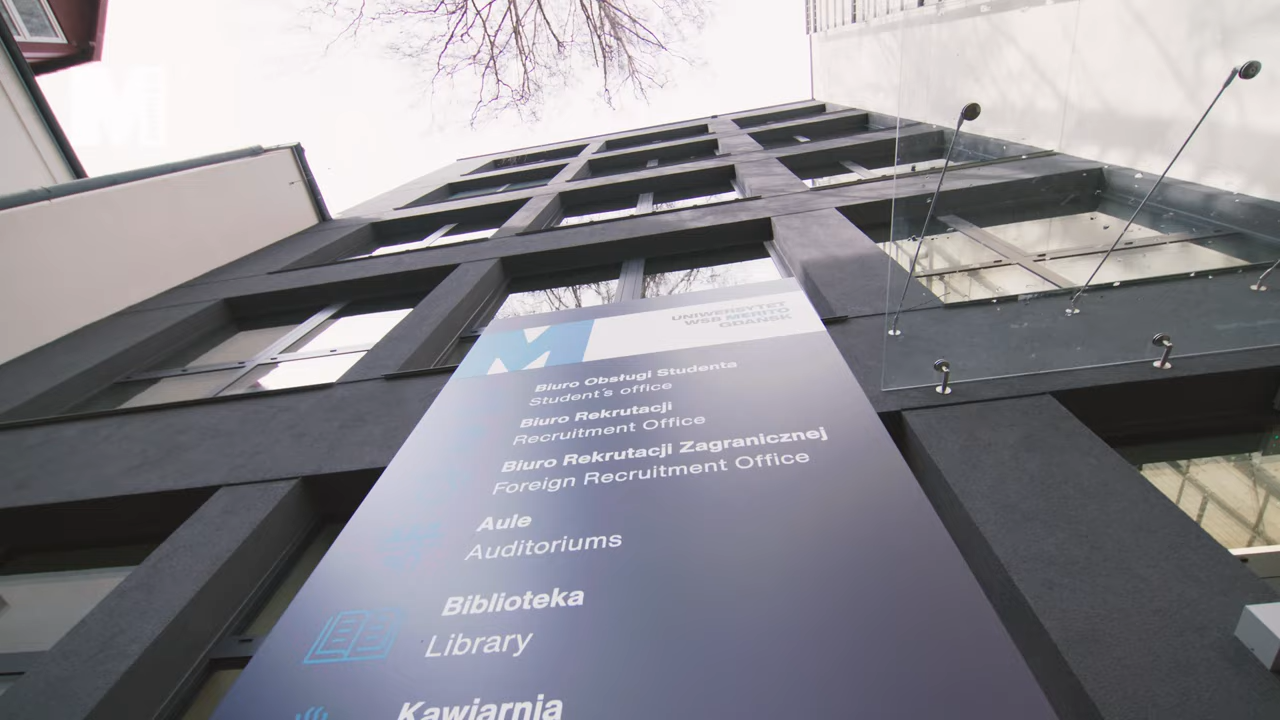 M
UNIWERSYTET
WSB MERITO
GDAŃSK
Biuro Obsługi Studenta
Student's office
Biuro Rekrutacji
Recruitment Office
Biuro Rekrutacji Zagranicznej
Foreign Recruitment Office
Aule
Auditoriums
Biblioteka
Library
Kawiarnia